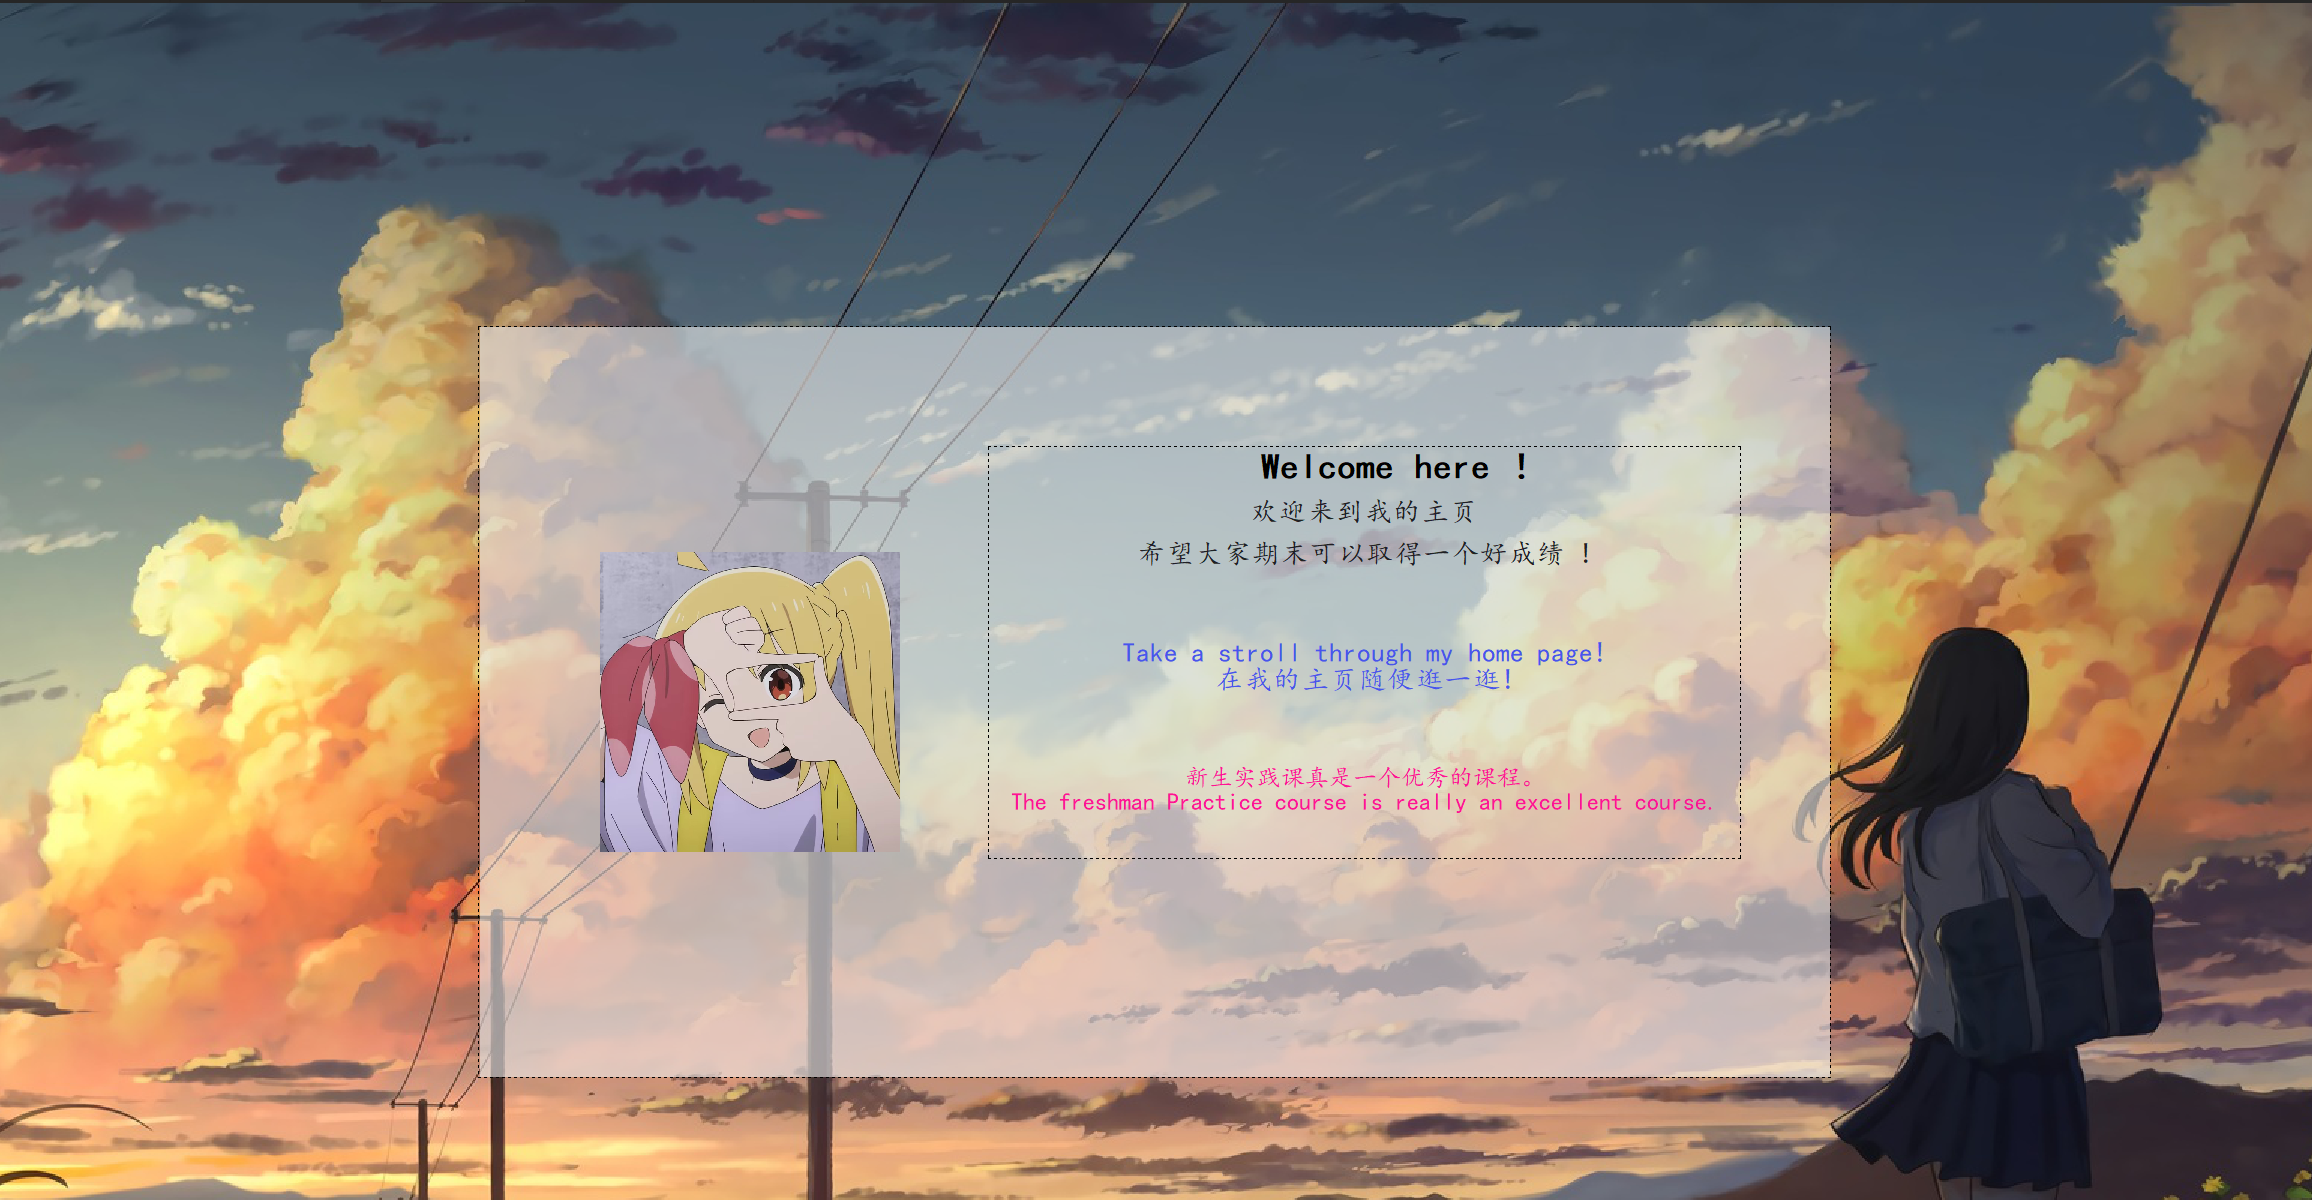 Welcome here !
欢迎来到我的主页
希望大家期末可以取得一个好成绩 !
Take a stroll through my home page!
在我的主页随便逛一逛!
新生实践课真是一个优秀的课程。
The freshman Practice course is really an excellent course.